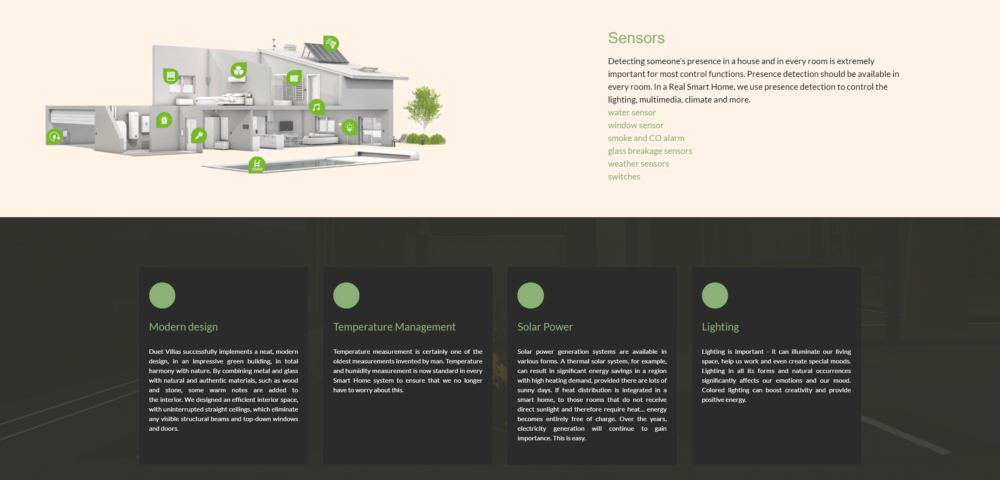 Sensors
Detecting someone’s presence in a house and in every room is extremely
important for most control functions. Presence detection should be available in
every room. In a Real Smart Home, we use presence detection to control the
lighting, multimedia, climate and more.
water sensor
window sensor
smoke and CO alarm
glass breakage sensors
weather sensors
switches
Modern design
Duet Villas successfully implements a neat, modern
design, in an impressive green building, in total
harmony with nature. By combining metal and glass
with natural and authentic materials, such as wood
and stone, some warm notes are added to
the interior. We designed an efficient interior space,
with uninterrupted straight ceilings, which eliminate
any visible structural beams and top-down windows
and doors.
Temperature Management
Temperature measurement is certainly one of the
oldest measurements invented by man. Temperature
and humidity measurement is now standard in every
Smart Home system to ensure that we no longer
have to worry about this.
Solar Power
Solar power generation systems are available in
various forms. A thermal solar system, for example,
can result in significant energy savings in a region
with high heating demand, provided there are lots of
sunny days. If heat distribution is integrated in a
smart home, to those rooms that do not receive
direct sunlight and therefore require heat... energy
becomes entirely free of charge. Over the years,
electricity generation will continue to gain
importance. This is easy.
Lighting
Lighting is important - it can illuminate our living
space, help us work and even create special moods.
Lighting in all its forms and natural occurrences
significantly affects our emotions and our mood.
Colored lighting can boost creativity and provide
positive energy.